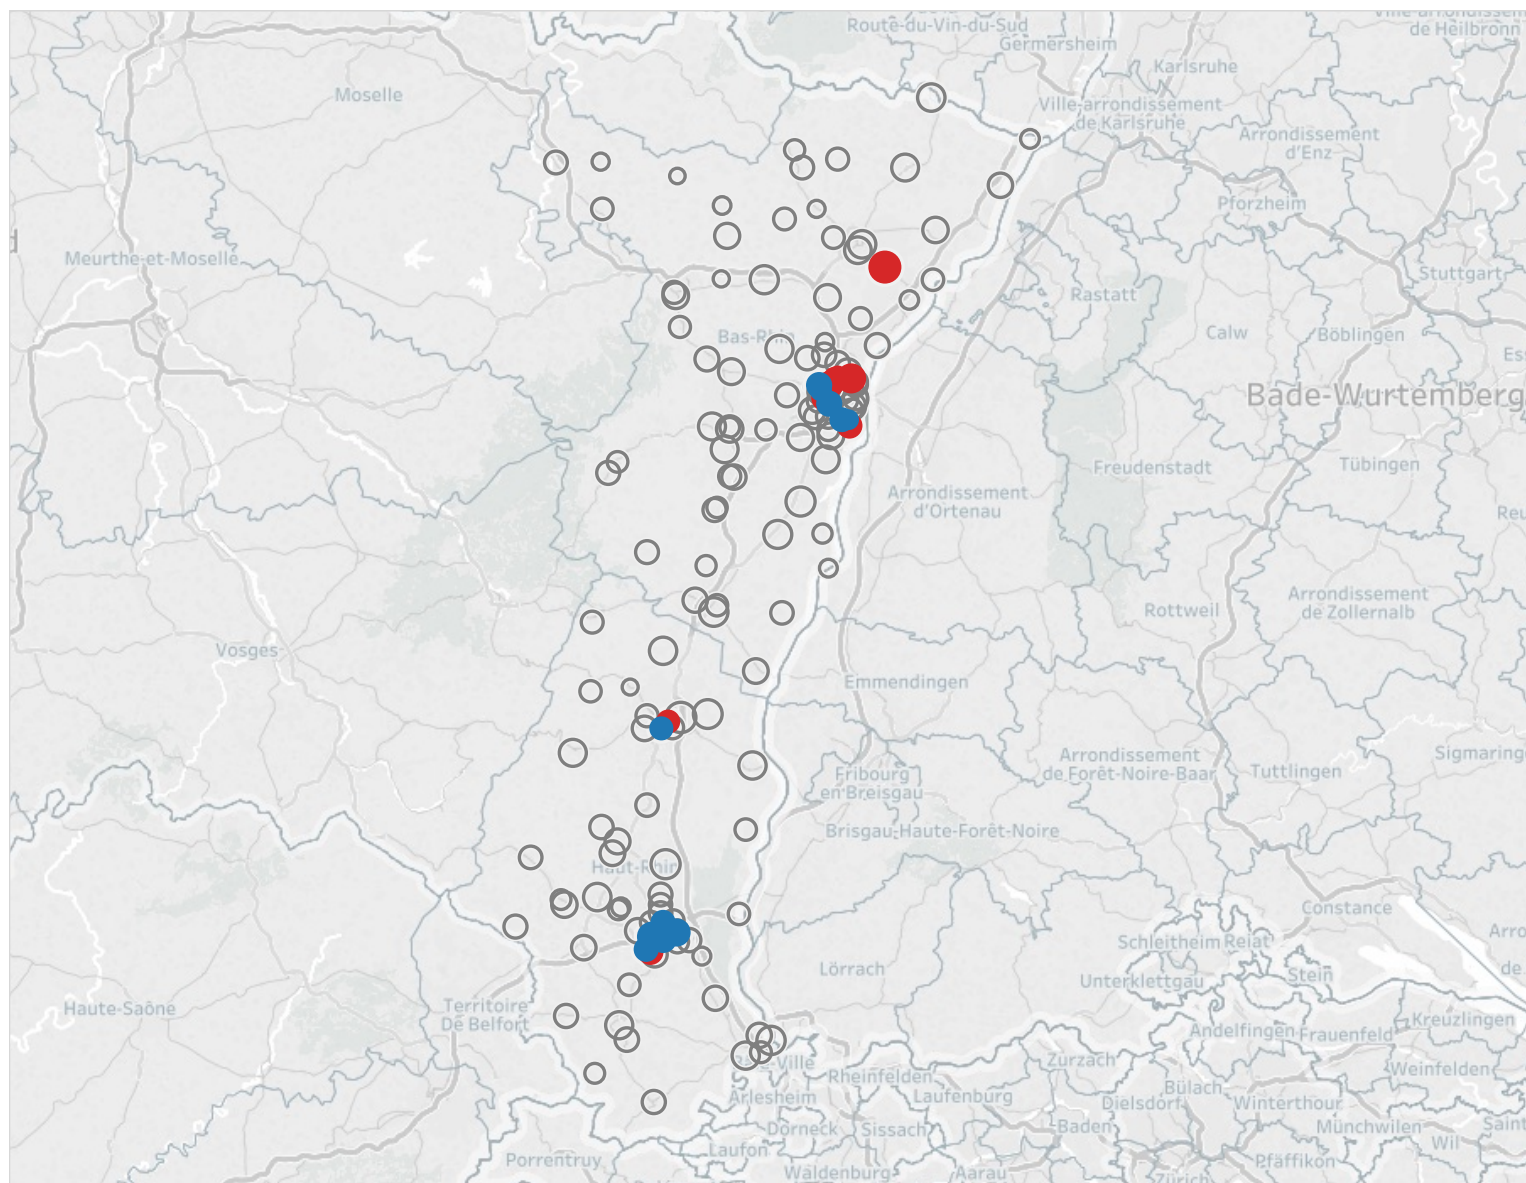 Route-du-Vin-du-Sud
de Heilbronn
Germersheim
Karlsruhe
Moselle
Ville-arrondissement
de Karlsruhe
Arrondissement
d'Enz
Pforzheim
Meurthe-et-Moselle
Stuttgart
Rastatt
Bas-Rhin
Calw
Böblingen
Bade-Wurtemberg
Freudenstadt
Tübingen
Arrondissement
d'Ortenau
Arrondissement
de Zollernalb
Rottweil
Vosges
Emmendingen
Arrondissement
de Forêt-Noire-Baar
Sigmaring
Tuttlingen
Fribourg
en Breisgau
Brisgau-Haute-Forêt-Noire
Haut-Rhin
Constance
Schleitheim
Reiat
Lörrach
Stein
Unterklettgau
Haute-Saône
Territoire
De Belfort
Andelfingen
Frauenfeld
Kreuzlingen
Zurzach
Weinfelden
Rheinfelden
Bülach
Arlesheim
Laufenburg
Dielsdorf
Winterthour
Dorneck
Sissach
Baden
Münchwilen
Saint
Wil
Laufon
Porrentruy
Waldenburg
Aarau
Pfäffikon
Zürich